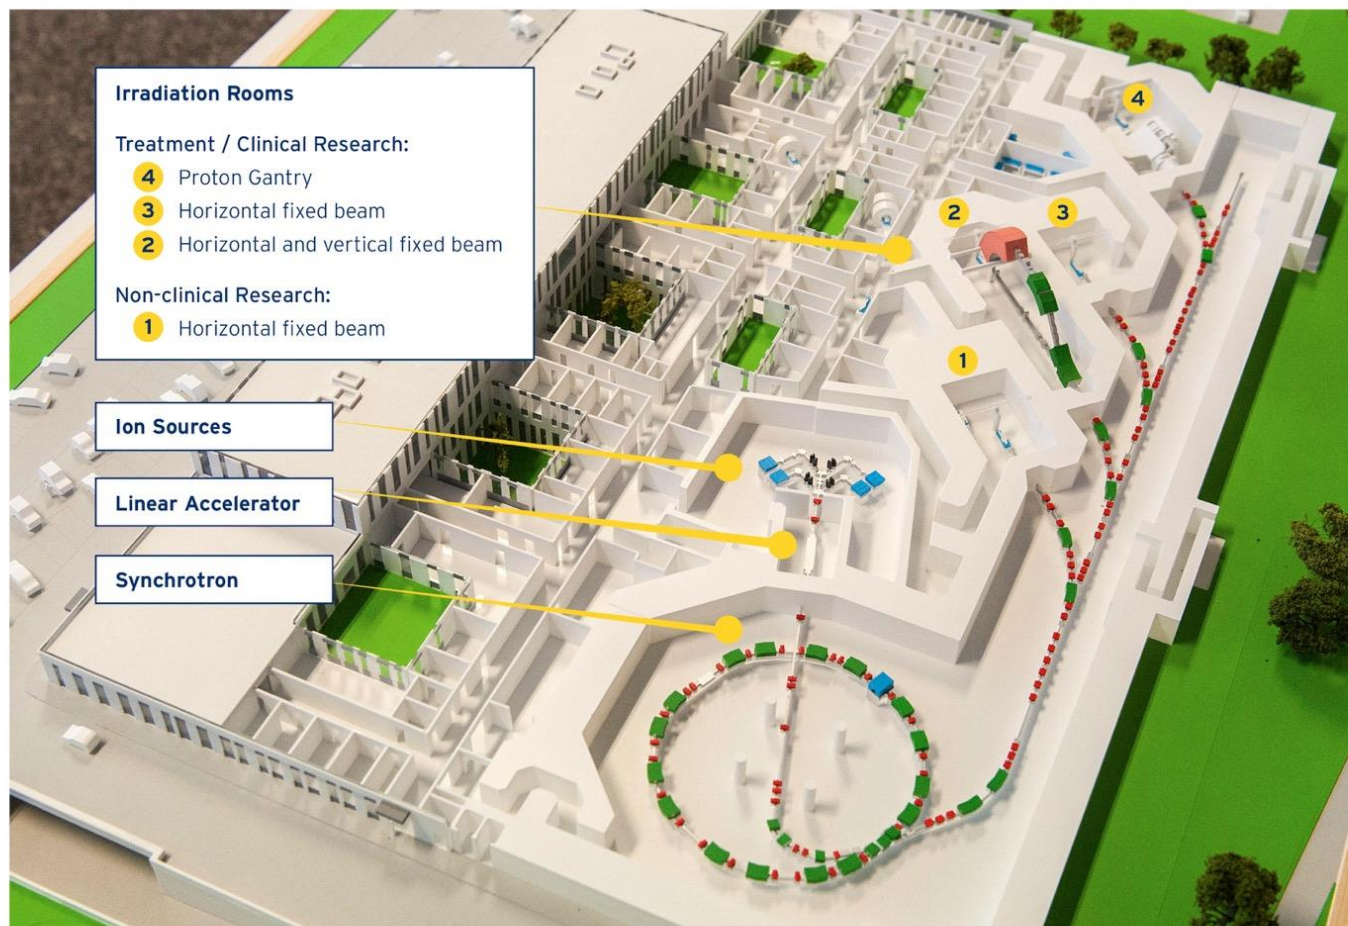 Irradiation Rooms
Treatment / Clinical Research:
4 Proton Gantry
3 Horizontal fixed beam
2 Horizontal and vertical fixed beam
Non-clinical Research:
1 Horizontal fixed beam
Ion Sources
Linear Accelerator
Synchrotron
4
2
3
1